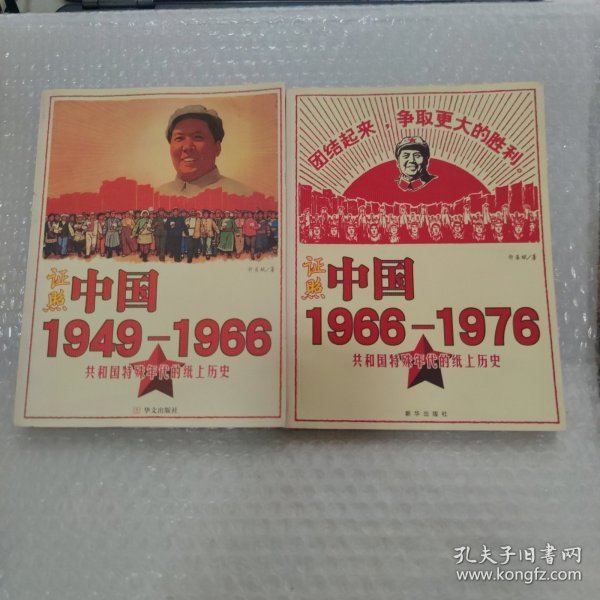 证照
中国
1949-1966
共和国特殊年代的纸上历史
华文出版社
团结起来,争取更大的胜利。
证照
中国
1966-1976
共和国特殊年代的纸上历史
新华出版社
孔夫子旧书网
www.kongfz.com